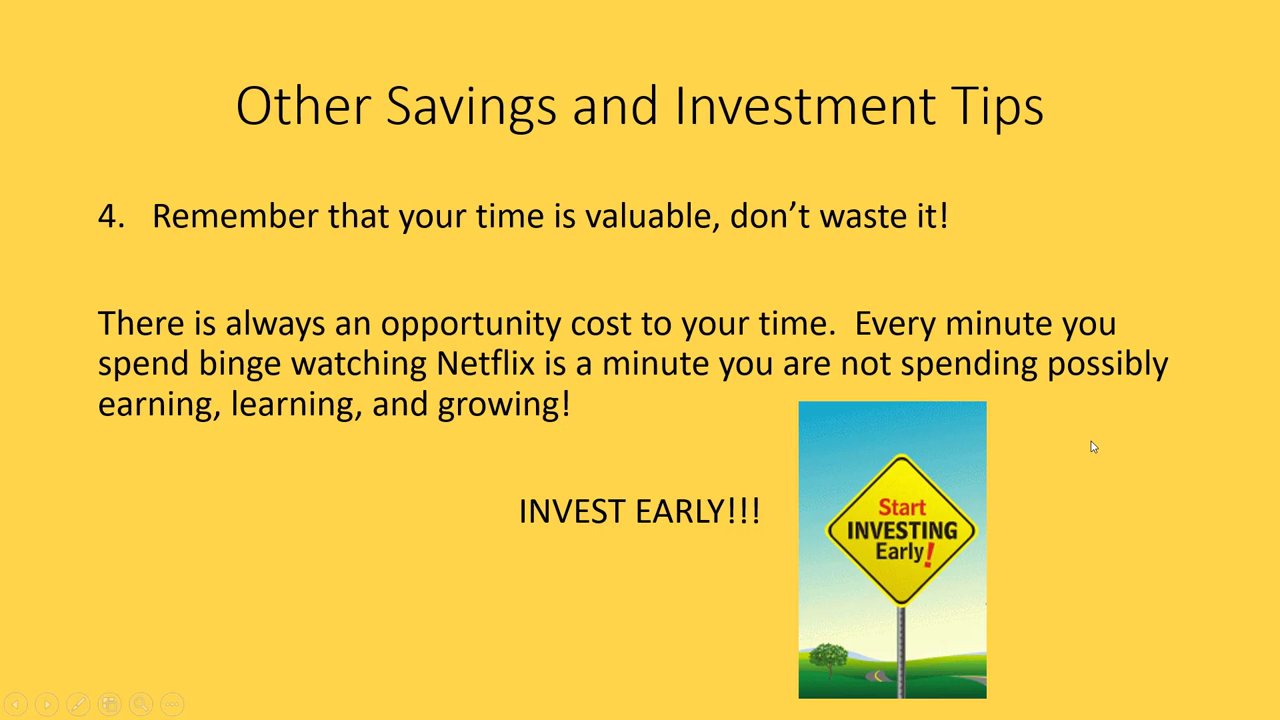 Other Savings and Investment Tips
4. Remember that your time is valuable, don’t waste it!
There is always an opportunity cost to your time.  Every minute you
spend binge watching Netflix is a minute you are not spending possibly
earning, learning, and growing!
INVEST EARLY!!!
Start
INVESTING
Early!